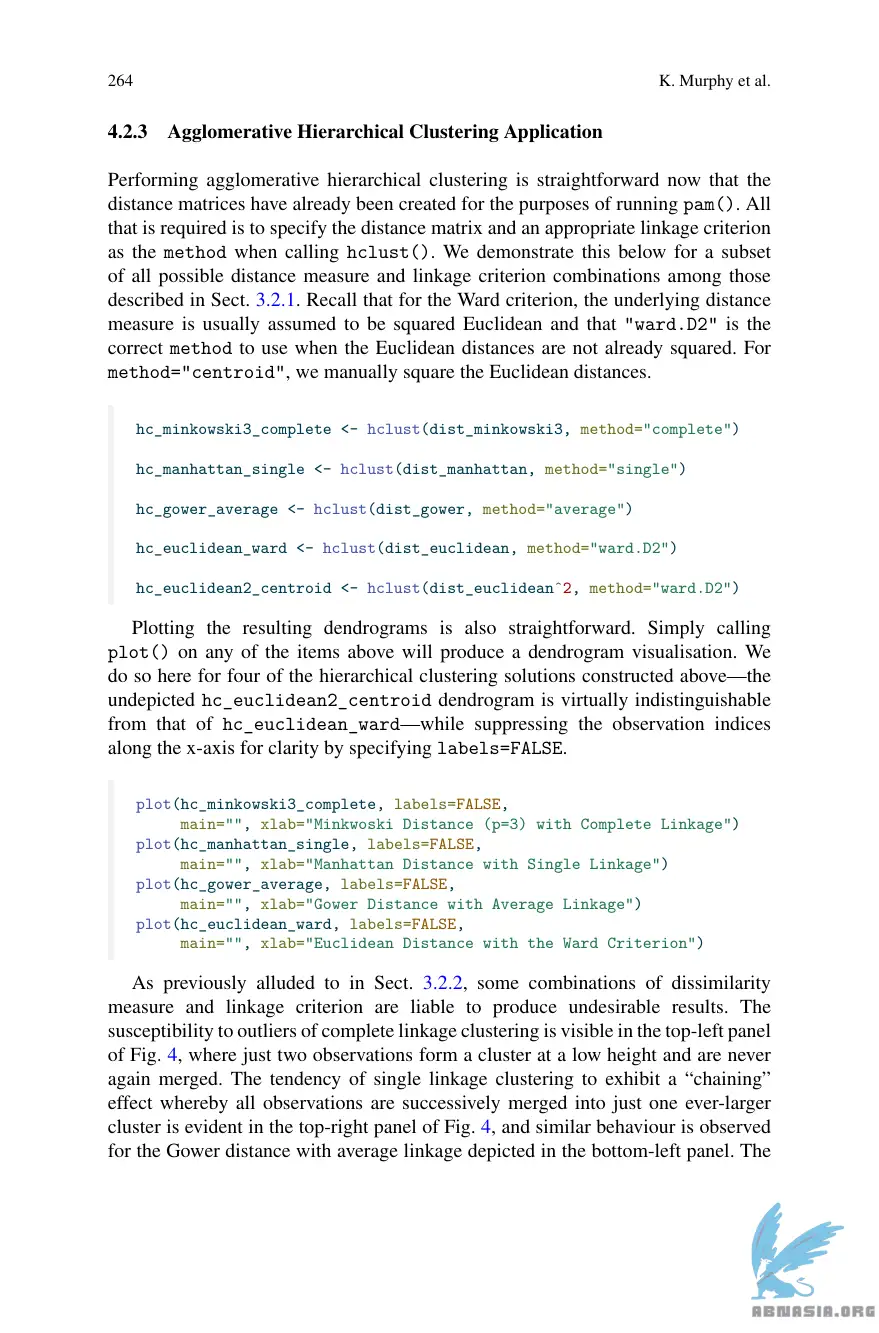 264 K. Murphy et al.
4.2.3 Agglomerative Hierarchical Clustering Application
Performing agglomerative hierarchical clustering is straightforward now that the
distance matrices have already been created for the purposes of running pam(). All
that is required is to specify the distance matrix and an appropriate linkage criterion
as the method when calling hclust(). We demonstrate this below for a subset
of all possible distance measure and linkage criterion combinations among those
described in Sect. 3.2.1. Recall that for the Ward criterion, the underlying distance
measure is usually assumed to be squared Euclidean and that "ward.D2" is the
correct method to use when the Euclidean distances are not already squared. For
method="centroid", we manually square the Euclidean distances.
hc_minkowski3_complete <- hclust(dist_minkowski3, method="complete")
hc_manhattan_single <- hclust(dist_manhattan, method="single")
hc_gower_average <- hclust(dist_gower, method="average")
hc_euclidean_ward <- hclust(dist_euclidean, method="ward.D2")
hc_euclidean2_centroid <- hclust(dist_euclidean^2, method="ward.D2")
Plotting the resulting dendrograms is also straightforward. Simply calling
plot() on any of the items above will produce a dendrogram visualisation. We
do so here for four of the hierarchical clustering solutions constructed above—the
undepicted hc_euclidean2_centroid dendrogram is virtually indistinguishable
from that of hc_euclidean_ward—while suppressing the observation indices
along the x-axis for clarity by specifying labels=FALSE.
plot(hc_minkowski3_complete, labels=FALSE,
main="", xlab="Minkwoski Distance (p=3) with Complete Linkage")
plot(hc_manhattan_single, labels=FALSE,
main="", xlab="Manhattan Distance with Single Linkage")
plot(hc_gower_average, labels=FALSE,
main="", xlab="Gower Distance with Average Linkage")
plot(hc_euclidean_ward, labels=FALSE,
main="", xlab="Euclidean Distance with the Ward Criterion")
As previously alluded to in Sect. 3.2.2, some combinations of dissimilarity
measure and linkage criterion are liable to produce undesirable results. The
susceptibility to outliers of complete linkage clustering is visible in the top-left panel
of Fig. 4, where just two observations form a cluster at a low height and are never
again merged. The tendency of single linkage clustering to exhibit a “chaining”
effect whereby all observations are successively merged into just one ever-larger
cluster is evident in the top-right panel of Fig. 4, and similar behaviour is observed
for the Gower distance with average linkage depicted in the bottom-left panel. The
ABNASIA.ORG